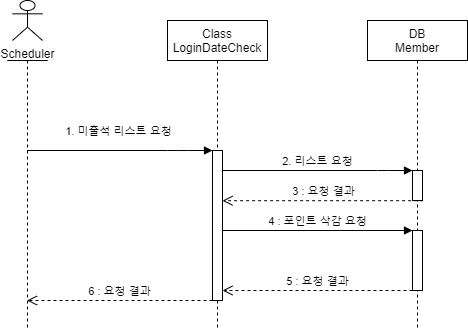 Scheduler
Class
LoginDateCheck
DB
Member
1. 미출석 리스트 요청
2. 리스트 요청
3 : 요청 결과
4 : 포인트 삭감 요청
5 : 요청 결과
6 : 요청 결과